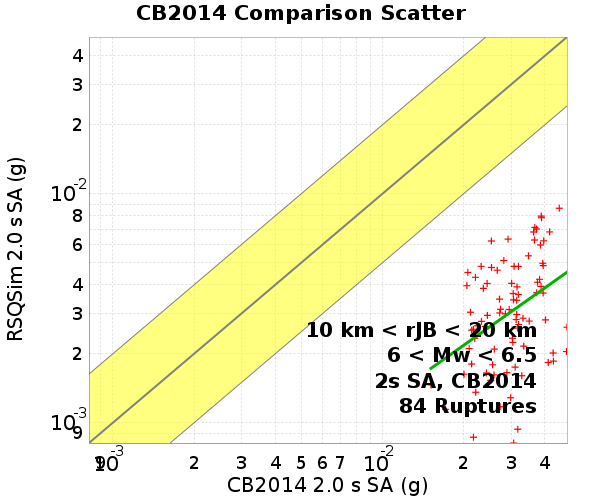 CB2014 Comparison Scatter
RSQSim 2.0 s SA (g)
4
3
2
10^-2
8
6
4
3
2
10^-3
9
10 km < rJB < 20 km
6 < Mw < 6.5
2s SA, CB2014
84 Ruptures
9 10^-3 2 3 4 5 6 7 10^-2 2 3 4
CB2014 2.0 s SA (g)